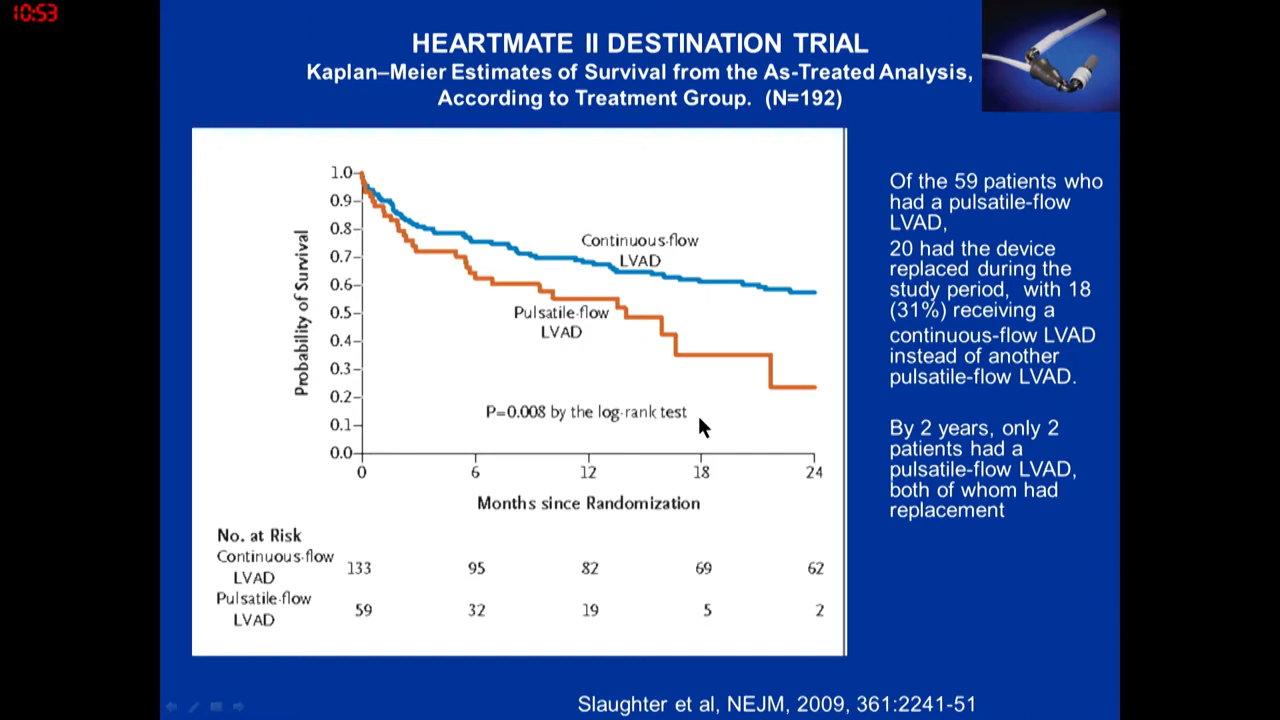 10:53
HEARTMATE II DESTINATION TRIAL
Kaplan–Meier Estimates of Survival from the As-Treated Analysis,
According to Treatment Group. (N=192)
1.0
0.9
0.8
0.7
0.6
0.5
0.4
0.3
0.2
0.1
0.0
Probability of Survival
Continuous-flow
LVAD
Pulsatile-flow
LVAD
P=0.008 by the log-rank test
0 6 12 18 24
Months since Randomization
No. at Risk
Continuous-flow
LVAD
133 95 82 69 62
Pulsatile-flow
LVAD
59 32 19 5 2
Of the 59 patients who
had a pulsatile-flow
LVAD,
20 had the device
replaced during the
study period, with 18
(31%) receiving a
continuous-flow LVAD
instead of another
pulsatile-flow LVAD.
By 2 years, only 2
patients had a
pulsatile-flow LVAD,
both of whom had
replacement
Slaughter et al, NEJM, 2009, 361:2241-51